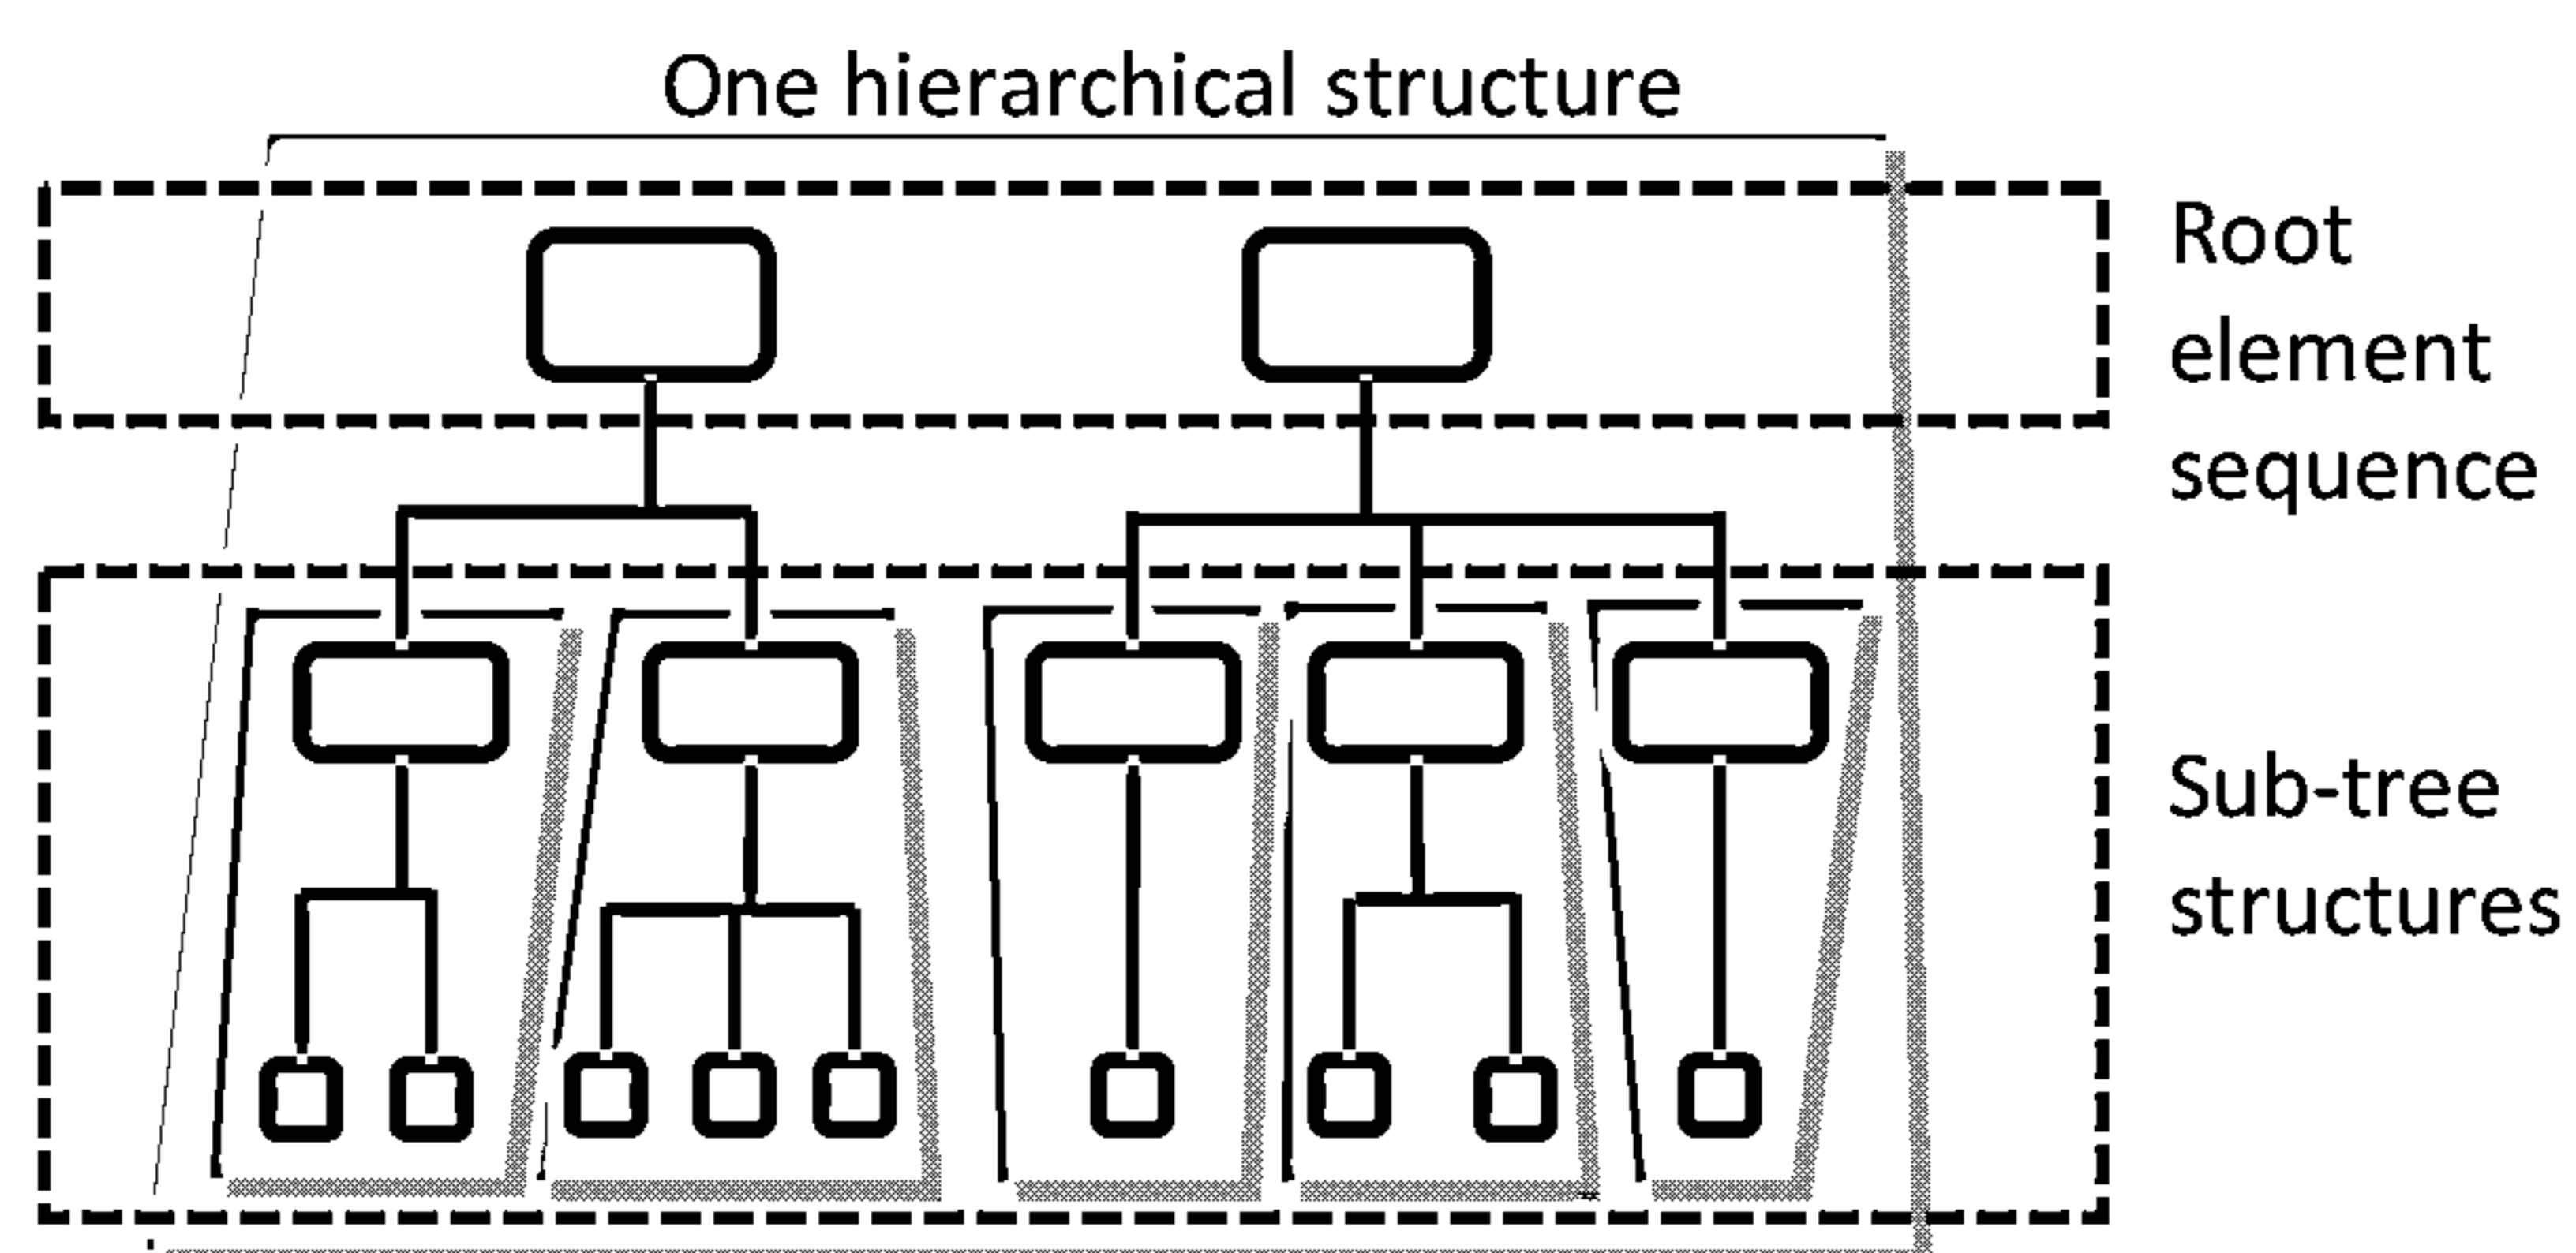 One hierarchical structure
Root
element
sequence
Sub-tree
structures